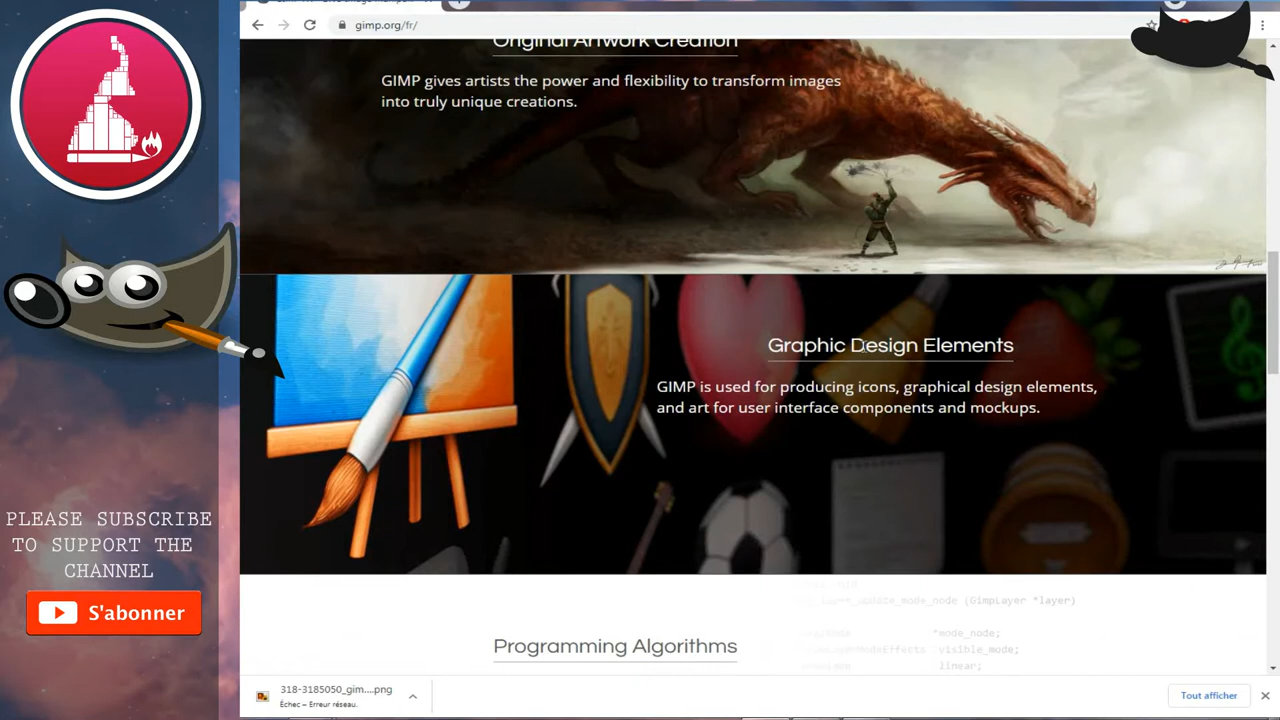 gimp.org/fr/
Original Artwork Creation
GIMP gives artists the power and flexibility to transform images
into truly unique creations.
Graphic Design Elements
GIMP is used for producing icons, graphical design elements,
and art for user interface components and mockups.
PLEASE SUBSCRIBE
TO SUPPORT THE
CHANNEL
S'abonner
(GimpLayer *layer)
*mode_node;
Programming Algorithms
visible_mode;
linear;
318-3185050_gim....png
Échec – Erreur réseau.
Tout afficher